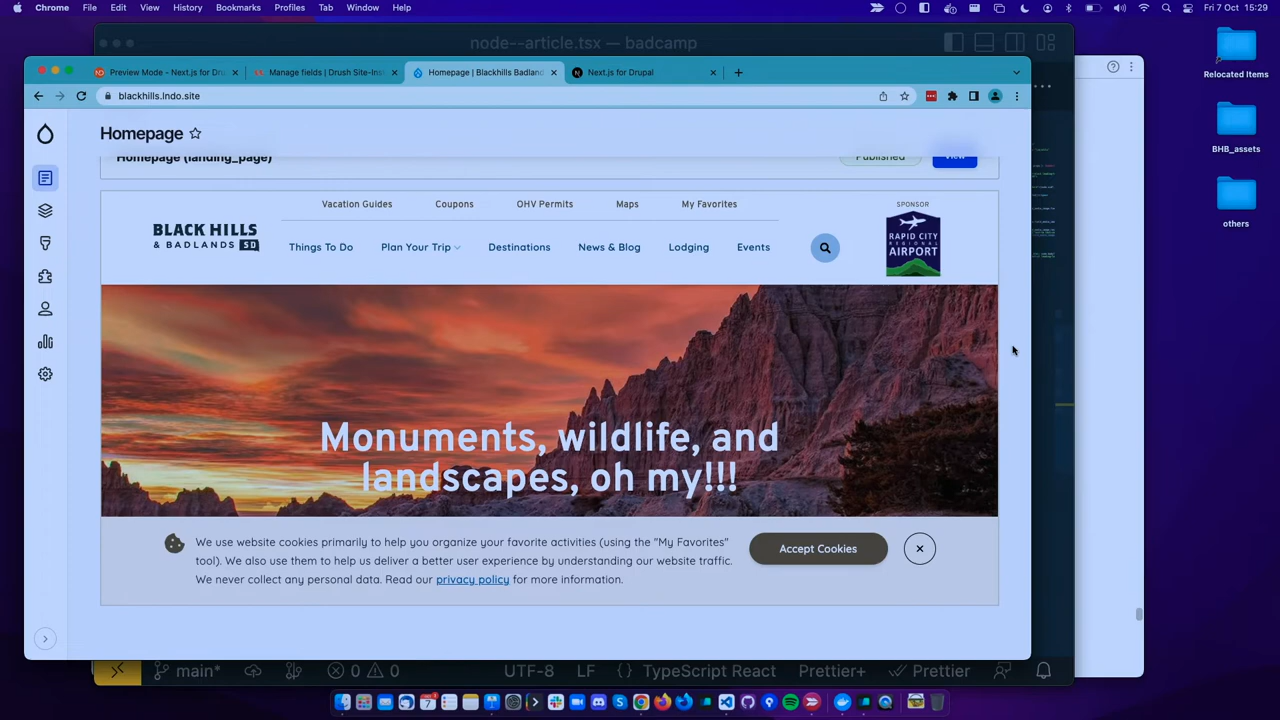 Chrome File Edit View History Bookmarks Profiles Tab Window Help Fri 7 Oct 15:29
node--article.tsx — badcamp
Preview Mode - Next.js for Dru Manage fields | Drush Site-Inst Homepage | Blackhills Badland Next.js for Drupal
blackhills.lndo.site
Homepage
Homepage (landing_page) Published View
ation Guides Coupons OHV Permits Maps My Favorites SPONSOR
BLACK HILLS
& BADLANDS SD
Things To Do Plan Your Trip Destinations News & Blog Lodging Events
RAPID CITY
REGIONAL
AIRPORT
Monuments, wildlife, and
landscapes, oh my!!!
We use website cookies primarily to help you organize your favorite activities (using the "My Favorites"
tool). We also use them to help us deliver a better user experience by understanding our website traffic.
We never collect any personal data. Read our privacy policy for more information.
Accept Cookies
main* 0 0 UTF-8 LF {} TypeScript React Prettier+ Prettier
Relocated Items
BHB_assets
others